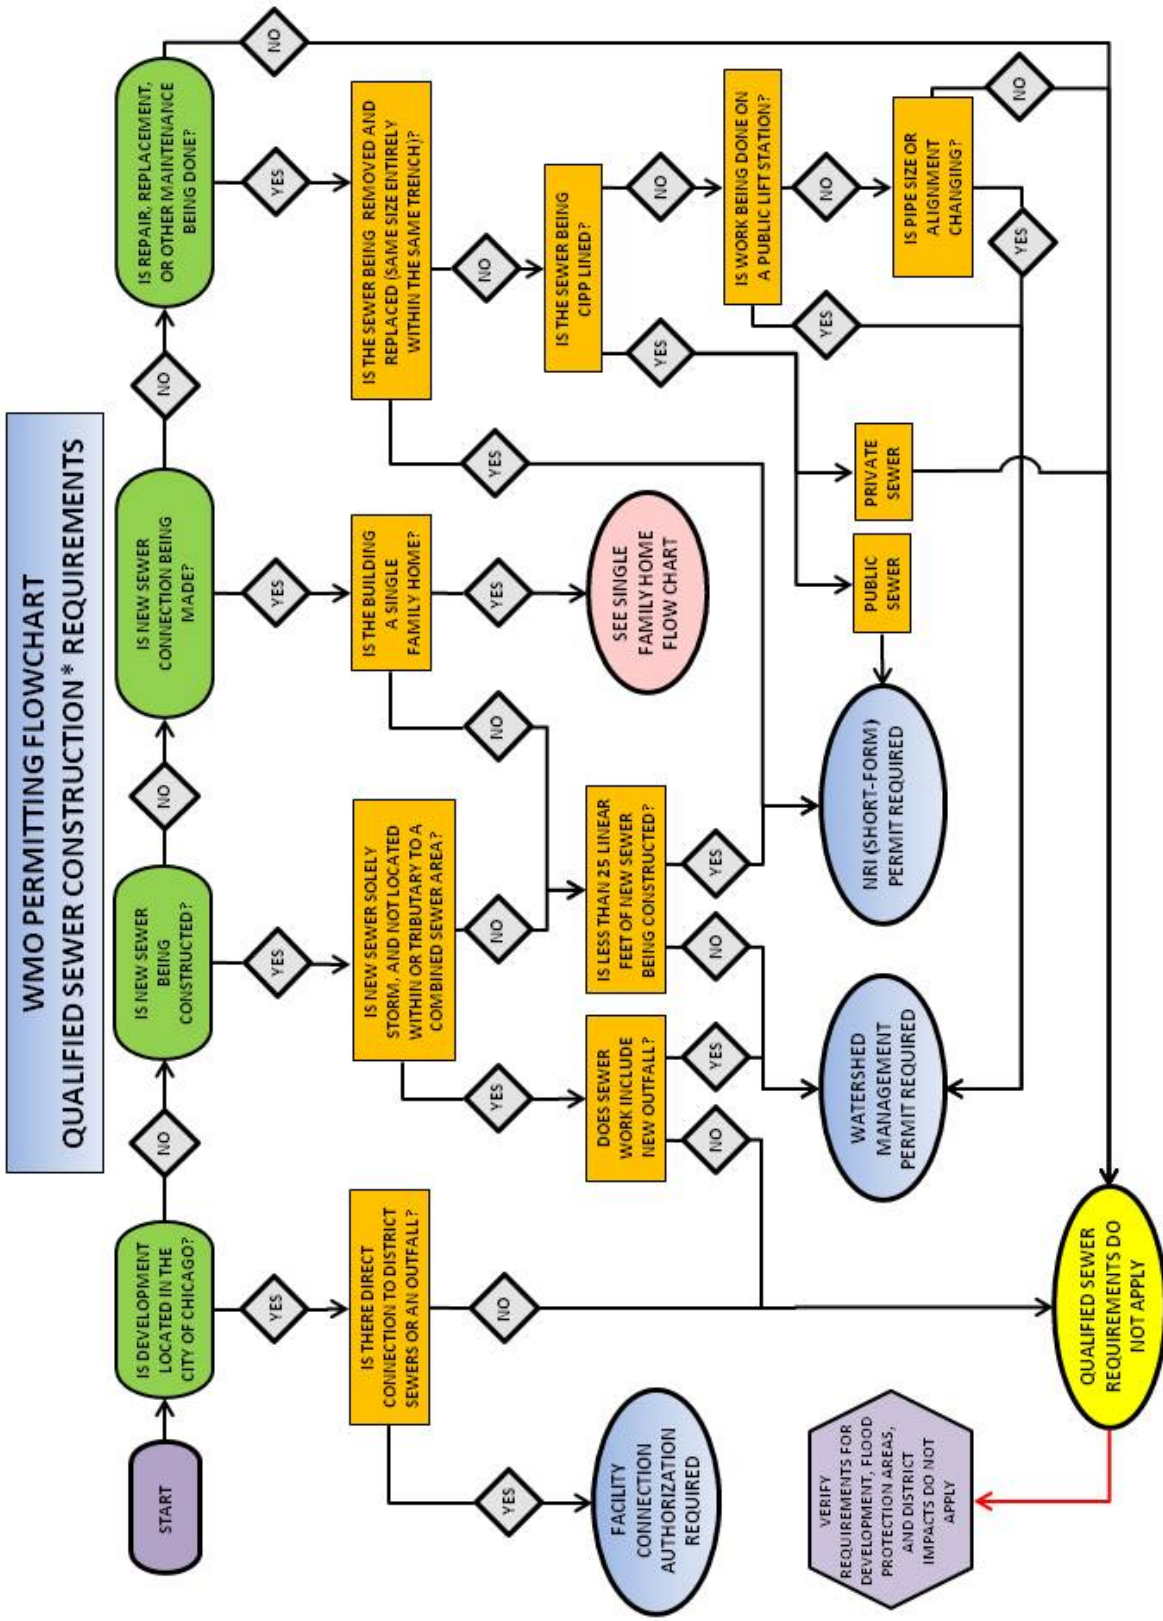 WMO PERMITTING FLOWCHART
QUALIFIED SEWER CONSTRUCTION* REQUIREMENTS
START
IS DEVELOPMENT
LOCATED IN THE
CITY OF CHICAGO?
NO
IS NEW SEWER
BEING
CONSTRUCTED?
NO
IS NEW SEWER
CONNECTION BEING
MADE?
NO
IS REPAIR, REPLACEMENT,
OR OTHER MAINTENANCE
BEING DONE?
NO
YES
YES
YES
YES
IS THERE DIRECT
CONNECTION TO DISTRICT
SEWERS OR AN OUTFALL?
IS NEW SEWER SOLELY
STORM, AND NOT LOCATED
WITHIN OR TRIBUTARY TO A
COMBINED SEWER AREA?
IS THE BUILDING
A SINGLE
FAMILY HOME?
IS THE SEWER BEING REMOVED AND
REPLACED (SAME SIZE ENTIRELY
WITHIN THE SAME TRENCH)?
YES
NO
YES
NO
NO
YES
YES
NO
FACILITY
CONNECTION
AUTHORIZATION
REQUIRED
DOES SEWER
WORK INCLUDE
NEW OUTFALL?
IS LESS THAN 25 LINEAR
FEET OF NEW SEWER
BEING CONSTRUCTED?
SEE SINGLE
FAMILY HOME
FLOW CHART
IS THE SEWER BEING
CIPP LINED?
NO
YES
NO
YES
YES
NO
IS WORK BEING DONE ON
A PUBLIC LIFT STATION?
YES
NO
VERIFY
REQUIREMENTS FOR
DEVELOPMENT, FLOOD
PROTECTION AREAS,
AND DISTRICT
IMPACTS DO NOT
APPLY
WATERSHED
MANAGEMENT
PERMIT REQUIRED
NRI (SHORT-FORM)
PERMIT REQUIRED
PUBLIC
SEWER
PRIVATE
SEWER
IS PIPE SIZE OR
ALIGNMENT
CHANGING?
YES
NO
QUALIFIED SEWER
REQUIREMENTS DO
NOT APPLY